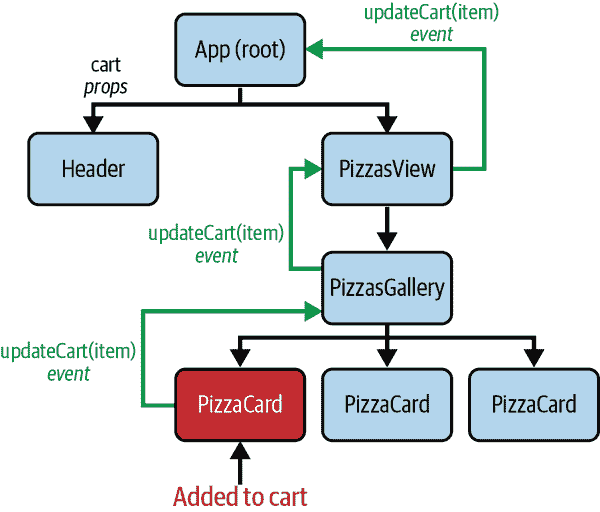 updateCart(item)
event
App (root)
cart
props
Header
PizzasView
updateCart(item)
event
PizzasGallery
updateCart(item)
event
PizzaCard
PizzaCard
PizzaCard
Added to cart